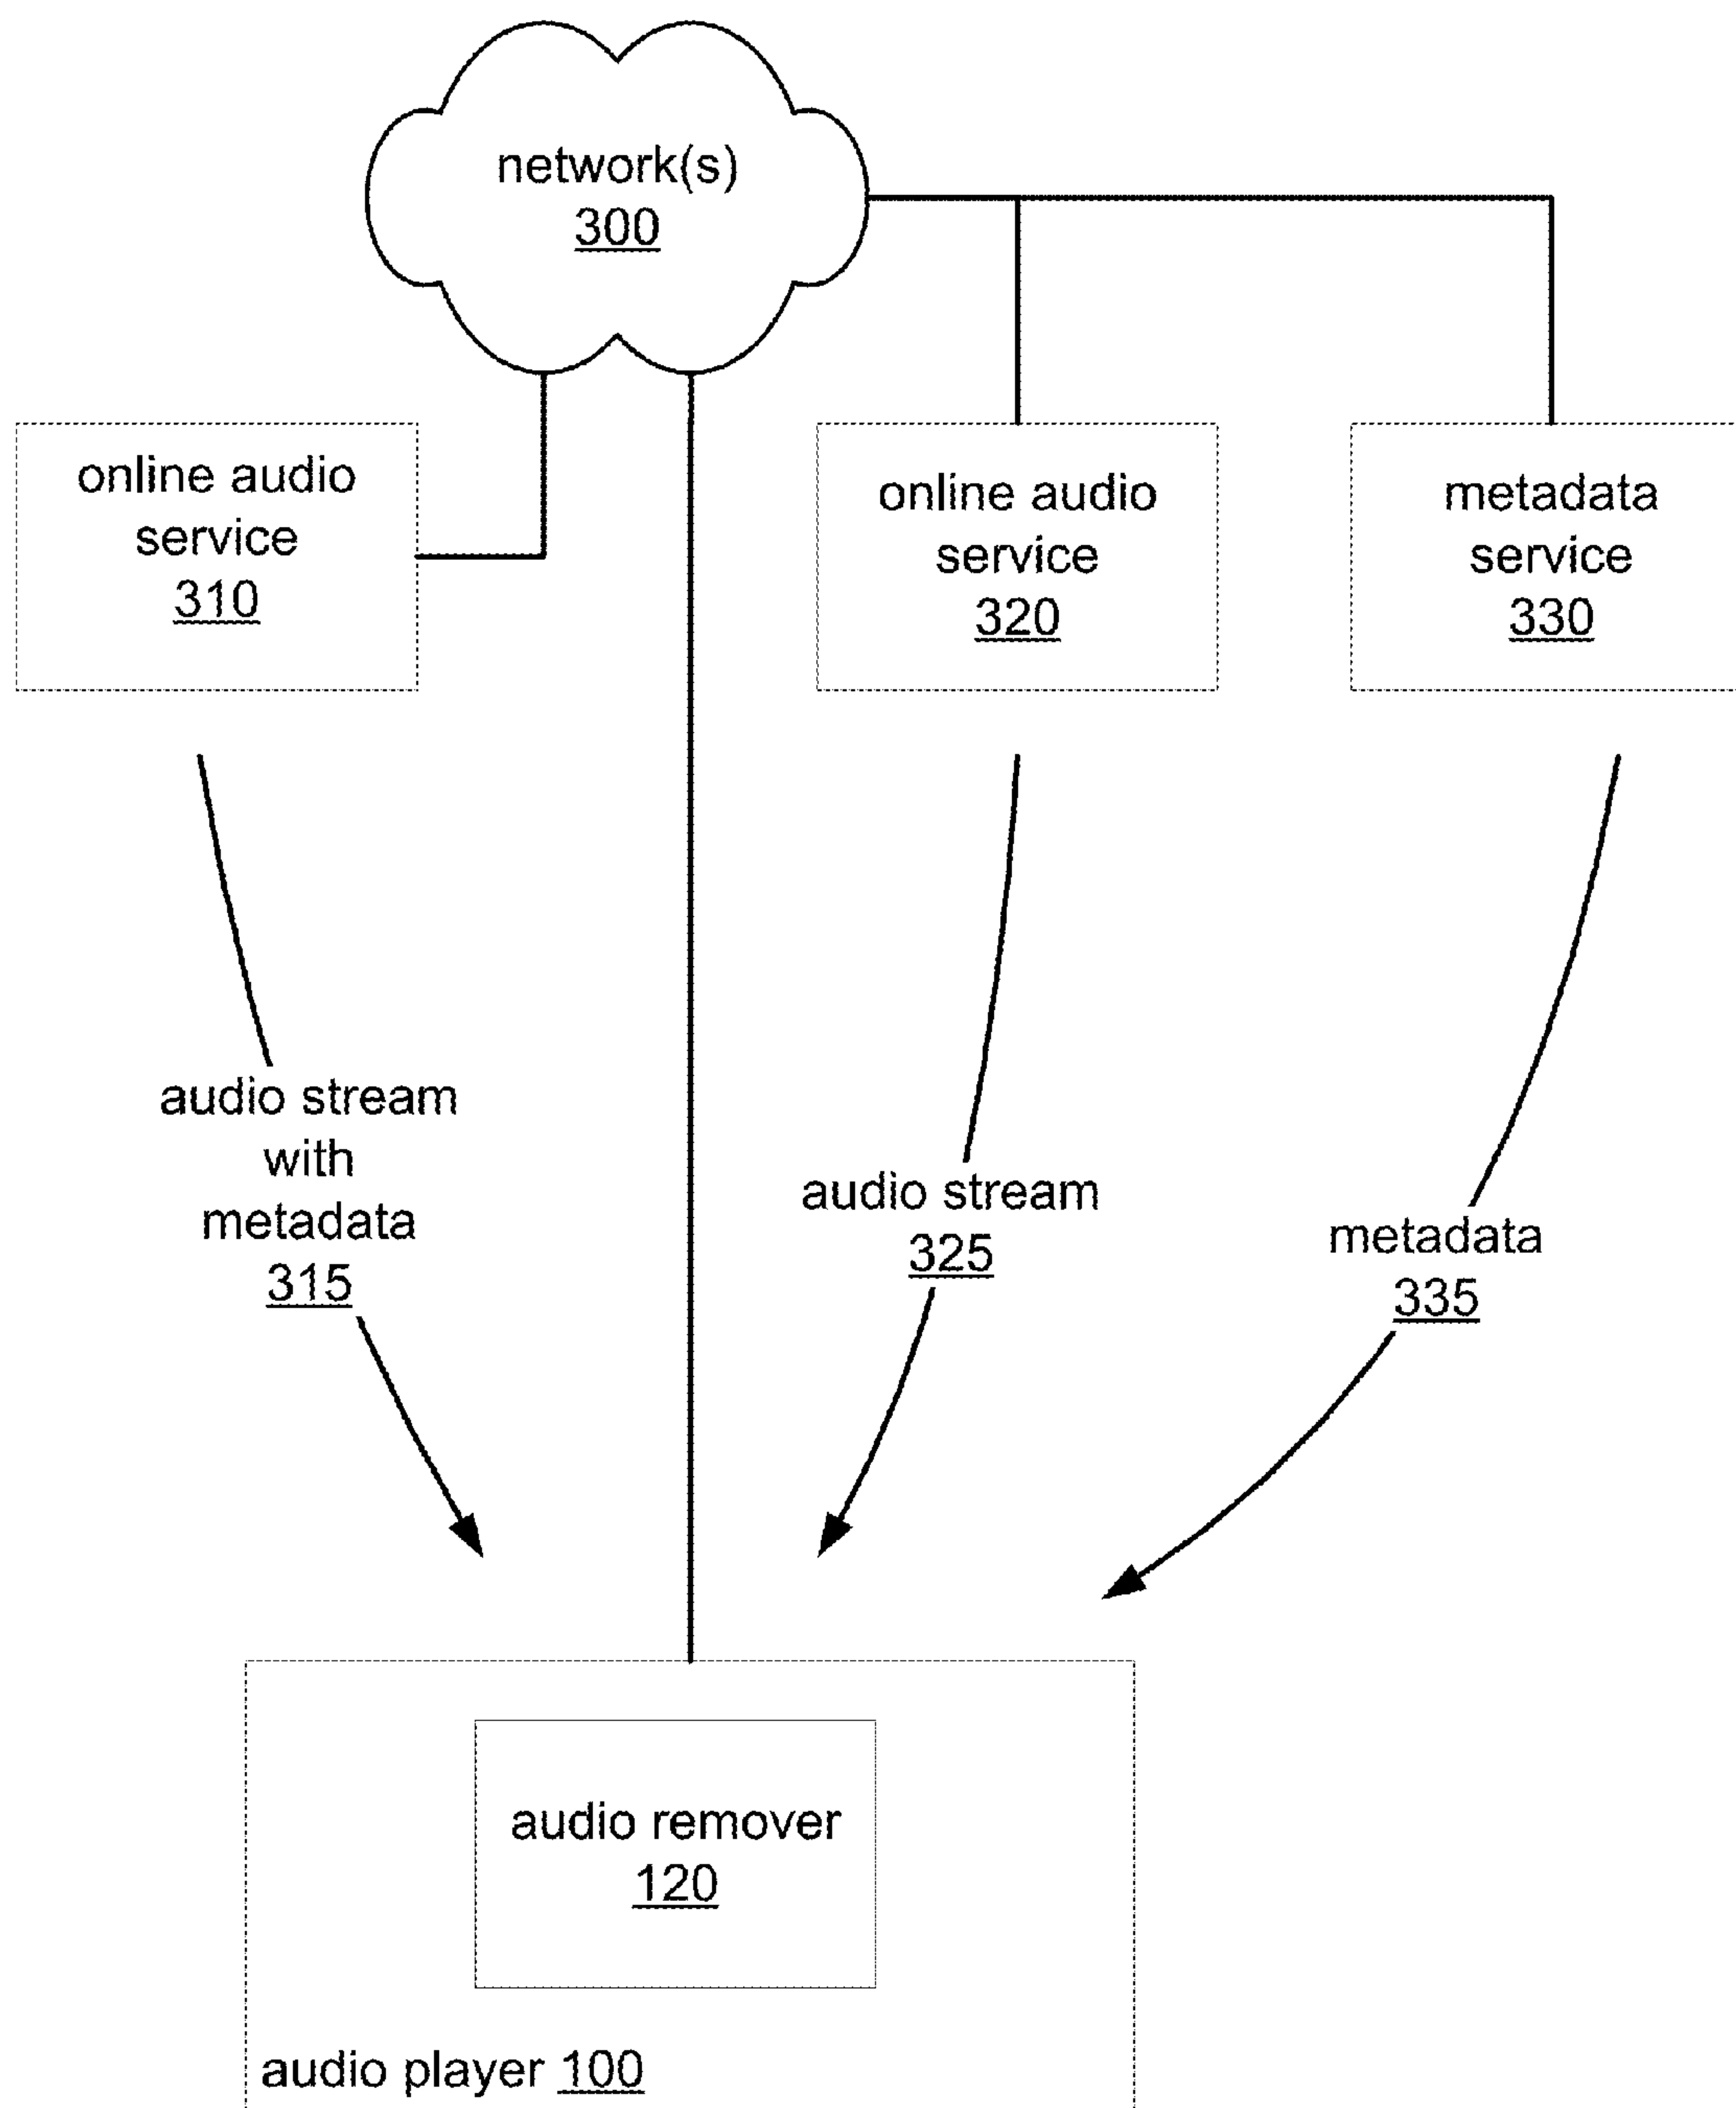 network(s)
300
online audio
service
310
online audio
service
320
metadata
service
330
audio stream
with
metadata
315
audio stream
325
metadata
335
audio remover
120
audio player 100